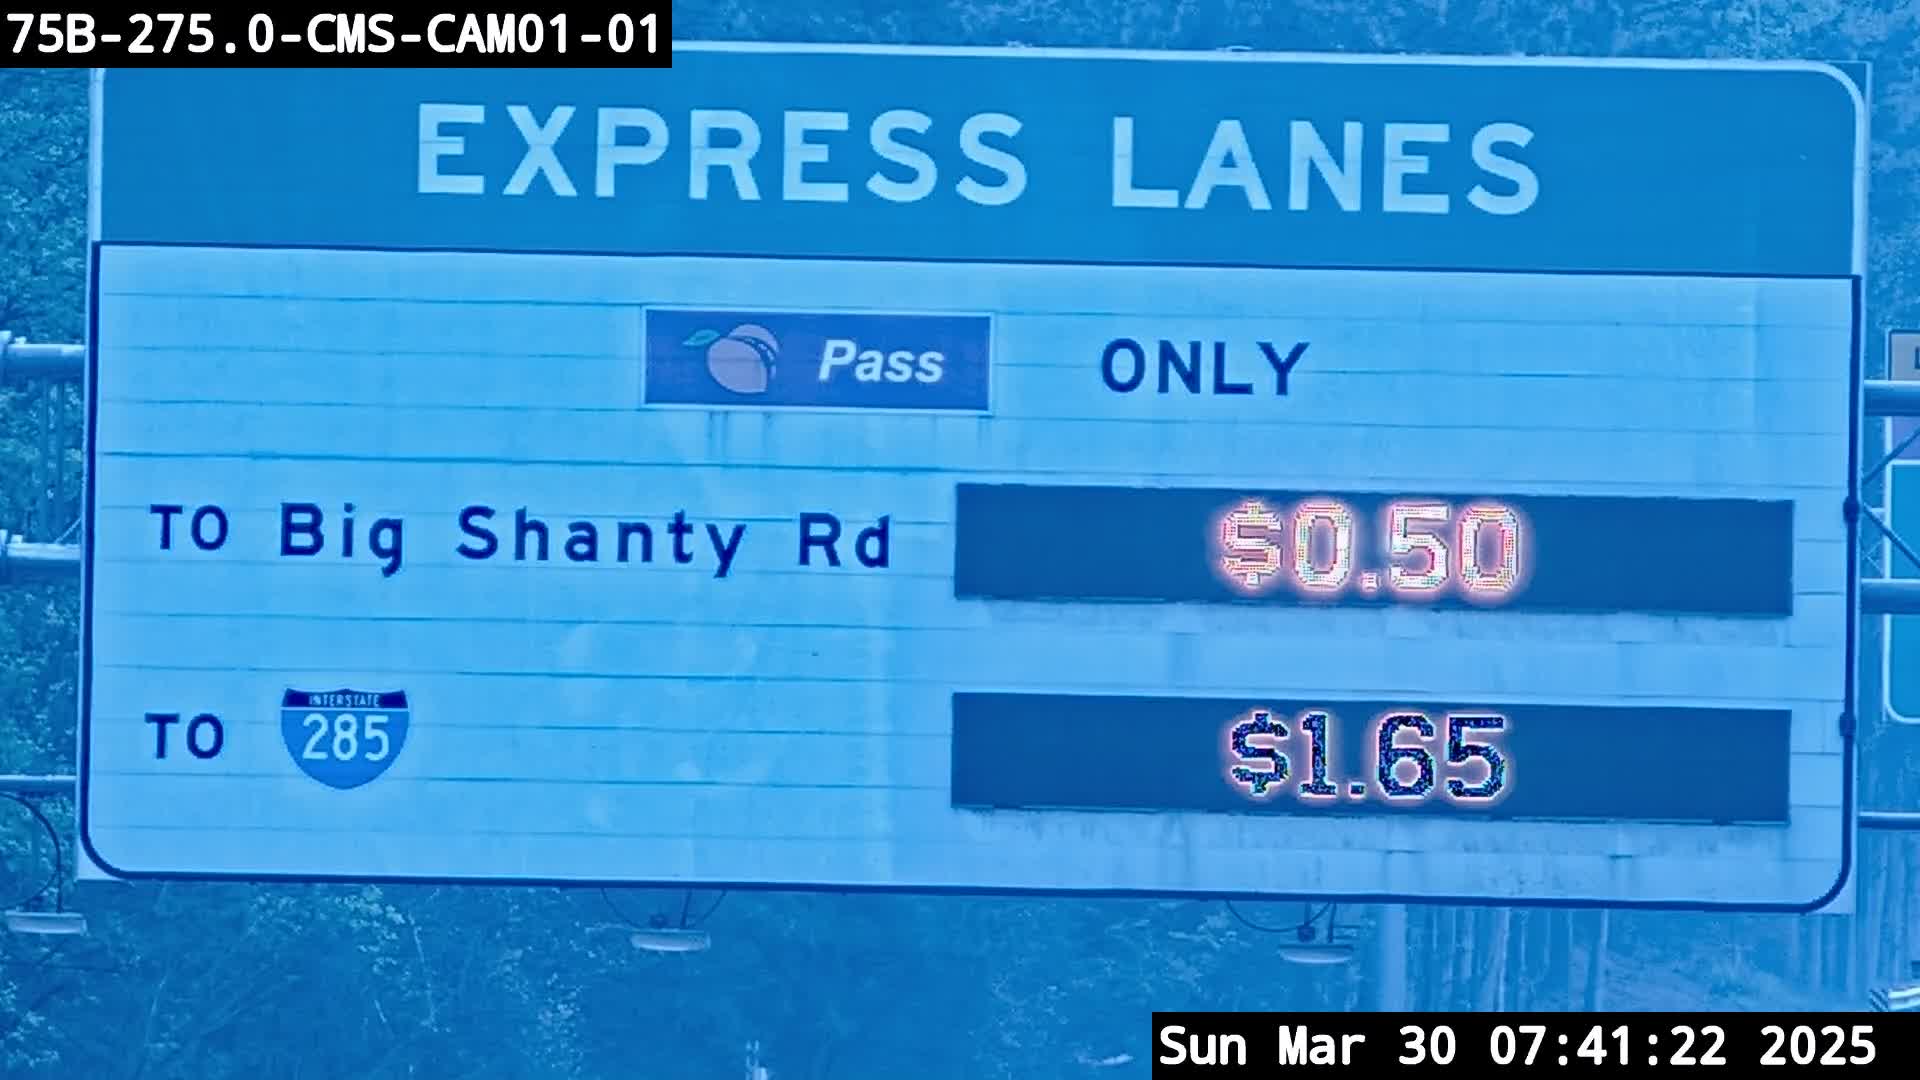 75B-275.0-CMS-CAM01-01
EXPRESS LANES
Pass ONLY
TO Big Shanty Rd $0.50
TO INTERSTATE 285 $1.65
Sun Mar 30 07:41:22 2025